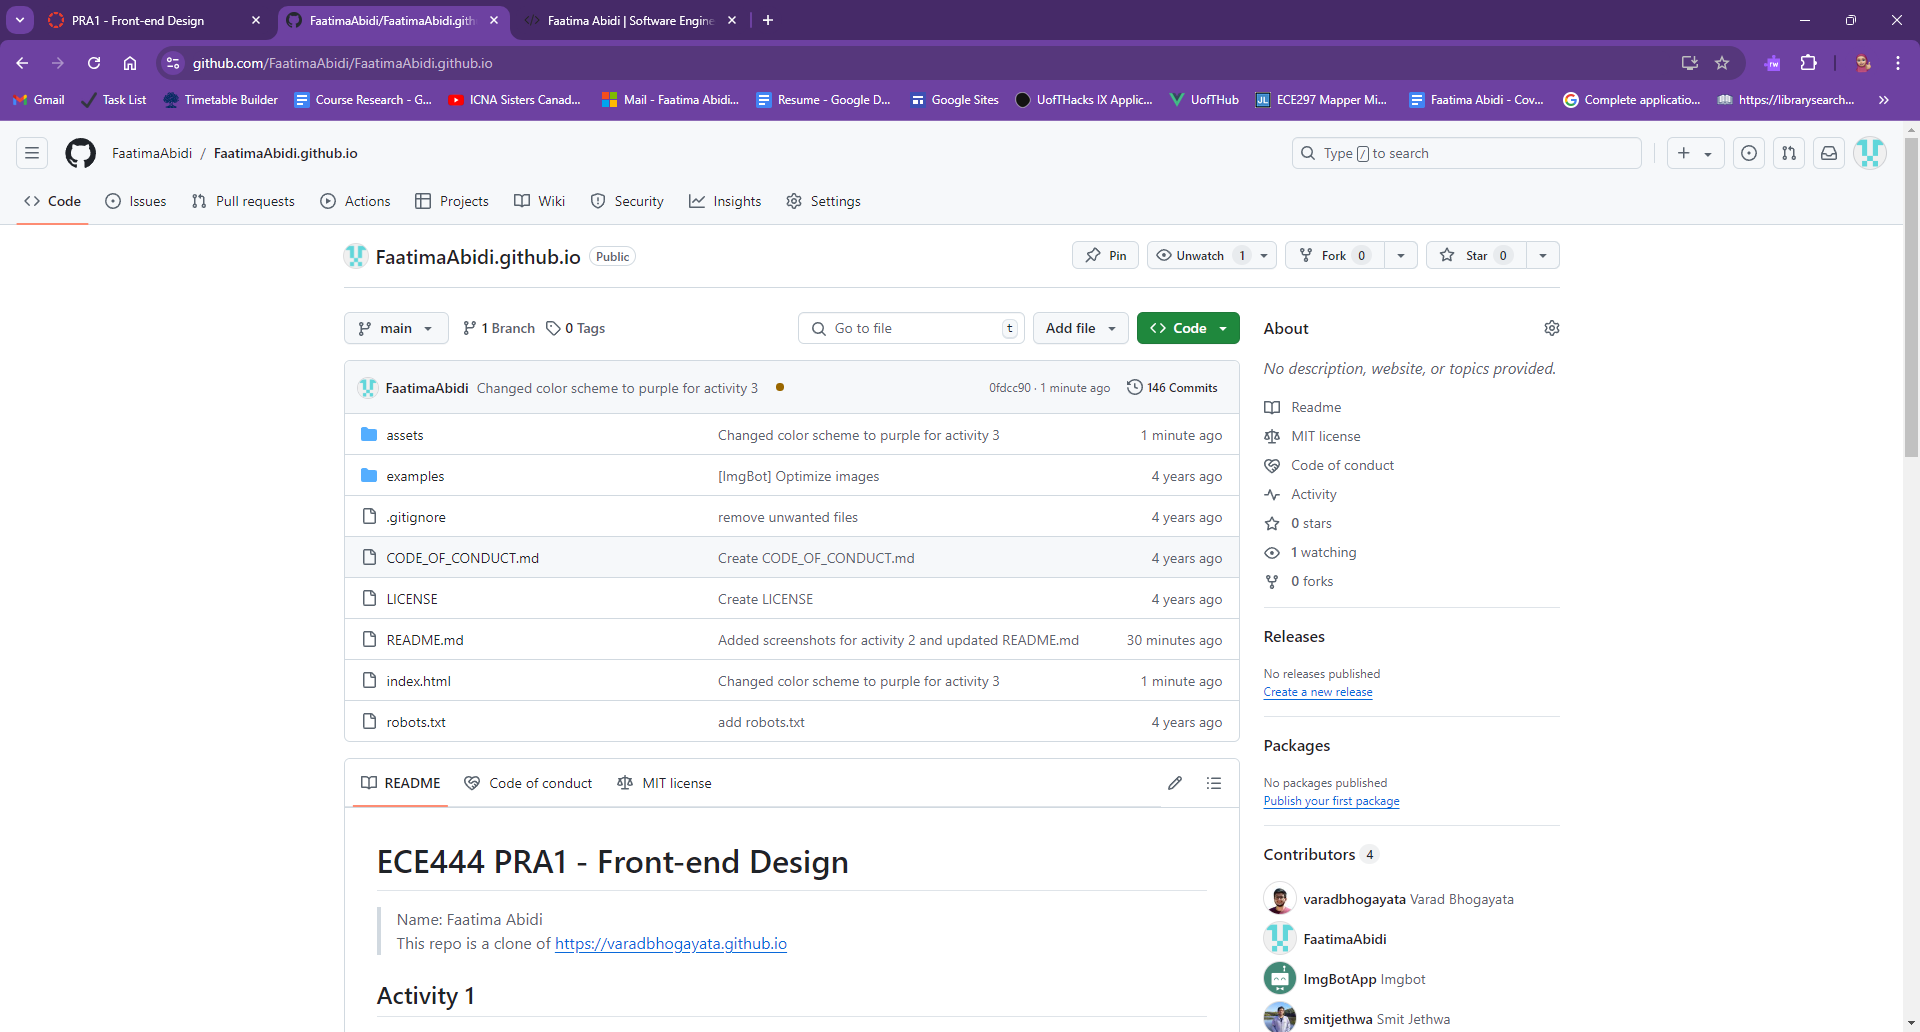 PRA1 - Front-end Design
FaatimaAbidi/FaatimaAbidi.gith
Faatima Abidi | Software Engine
github.com/FaatimaAbidi/FaatimaAbidi.github.io
Gmail
Task List
Timetable Builder
Course Research - G...
ICNA Sisters Canad...
Mail - Faatima Abidi...
Resume - Google D...
Google Sites
UofTHacks IX Applic...
UofTHub
ECE297 Mapper Mi...
Faatima Abidi - Cov...
Complete applicatio...
https://librarysearch...
FaatimaAbidi / FaatimaAbidi.github.io
Type / to search
Code
Issues
Pull requests
Actions
Projects
Wiki
Security
Insights
Settings
FaatimaAbidi.github.io Public
Pin
Unwatch 1
Fork 0
Star 0
main
1 Branch
0 Tags
Go to file t
Add file
Code
FaatimaAbidi Changed color scheme to purple for activity 3 0fdcc90 · 1 minute ago 146 Commits
assets Changed color scheme to purple for activity 3 1 minute ago
examples [ImgBot] Optimize images 4 years ago
.gitignore remove unwanted files 4 years ago
CODE_OF_CONDUCT.md Create CODE_OF_CONDUCT.md 4 years ago
LICENSE Create LICENSE 4 years ago
README.md Added screenshots for activity 2 and updated README.md 30 minutes ago
index.html Changed color scheme to purple for activity 3 1 minute ago
robots.txt add robots.txt 4 years ago
README
Code of conduct
MIT license
ECE444 PRA1 - Front-end Design
Name: Faatima Abidi
This repo is a clone of https://varadbhogayata.github.io
Activity 1
About
No description, website, or topics provided.
Readme
MIT license
Code of conduct
Activity
0 stars
1 watching
0 forks
Releases
No releases published
Create a new release
Packages
No packages published
Publish your first package
Contributors 4
varadbhogayata Varad Bhogayata
FaatimaAbidi
ImgBotApp Imgbot
smitjethwa Smit Jethwa